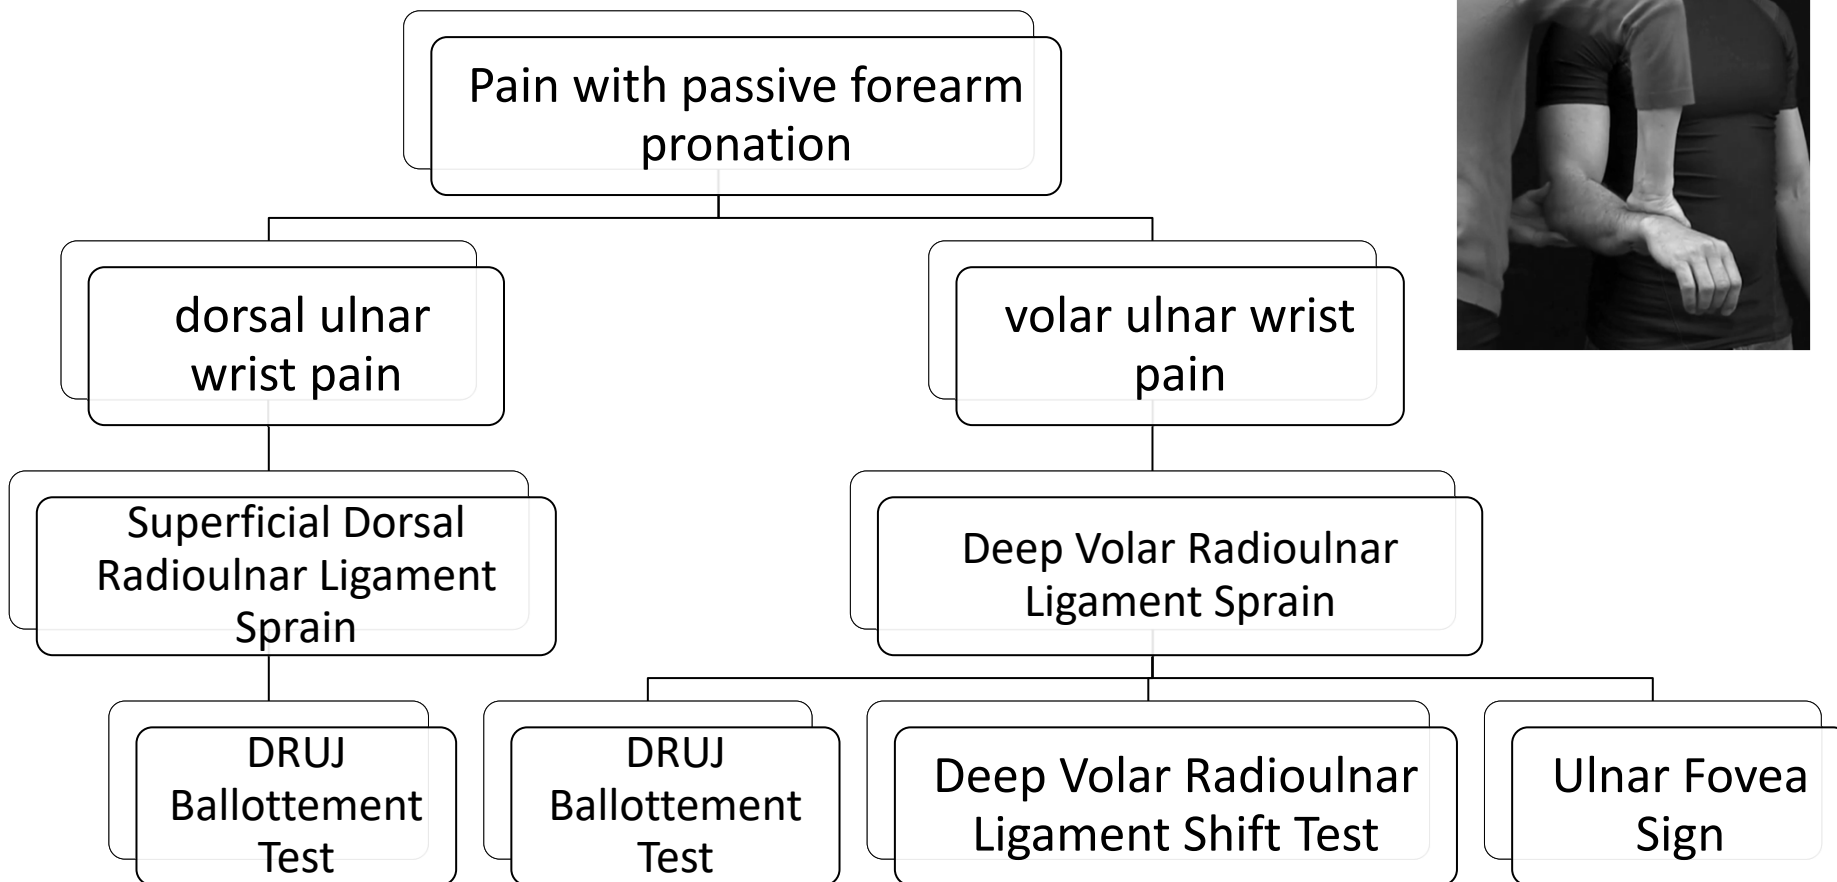 Pain with passive forearm
pronation
dorsal ulnar
wrist pain
volar ulnar wrist
pain
Superficial Dorsal
Radioulnar Ligament
Sprain
Deep Volar Radioulnar
Ligament Sprain
DRUJ
Ballottement
Test
DRUJ
Ballottement
Test
Deep Volar Radioulnar
Ligament Shift Test
Ulnar Fovea
Sign